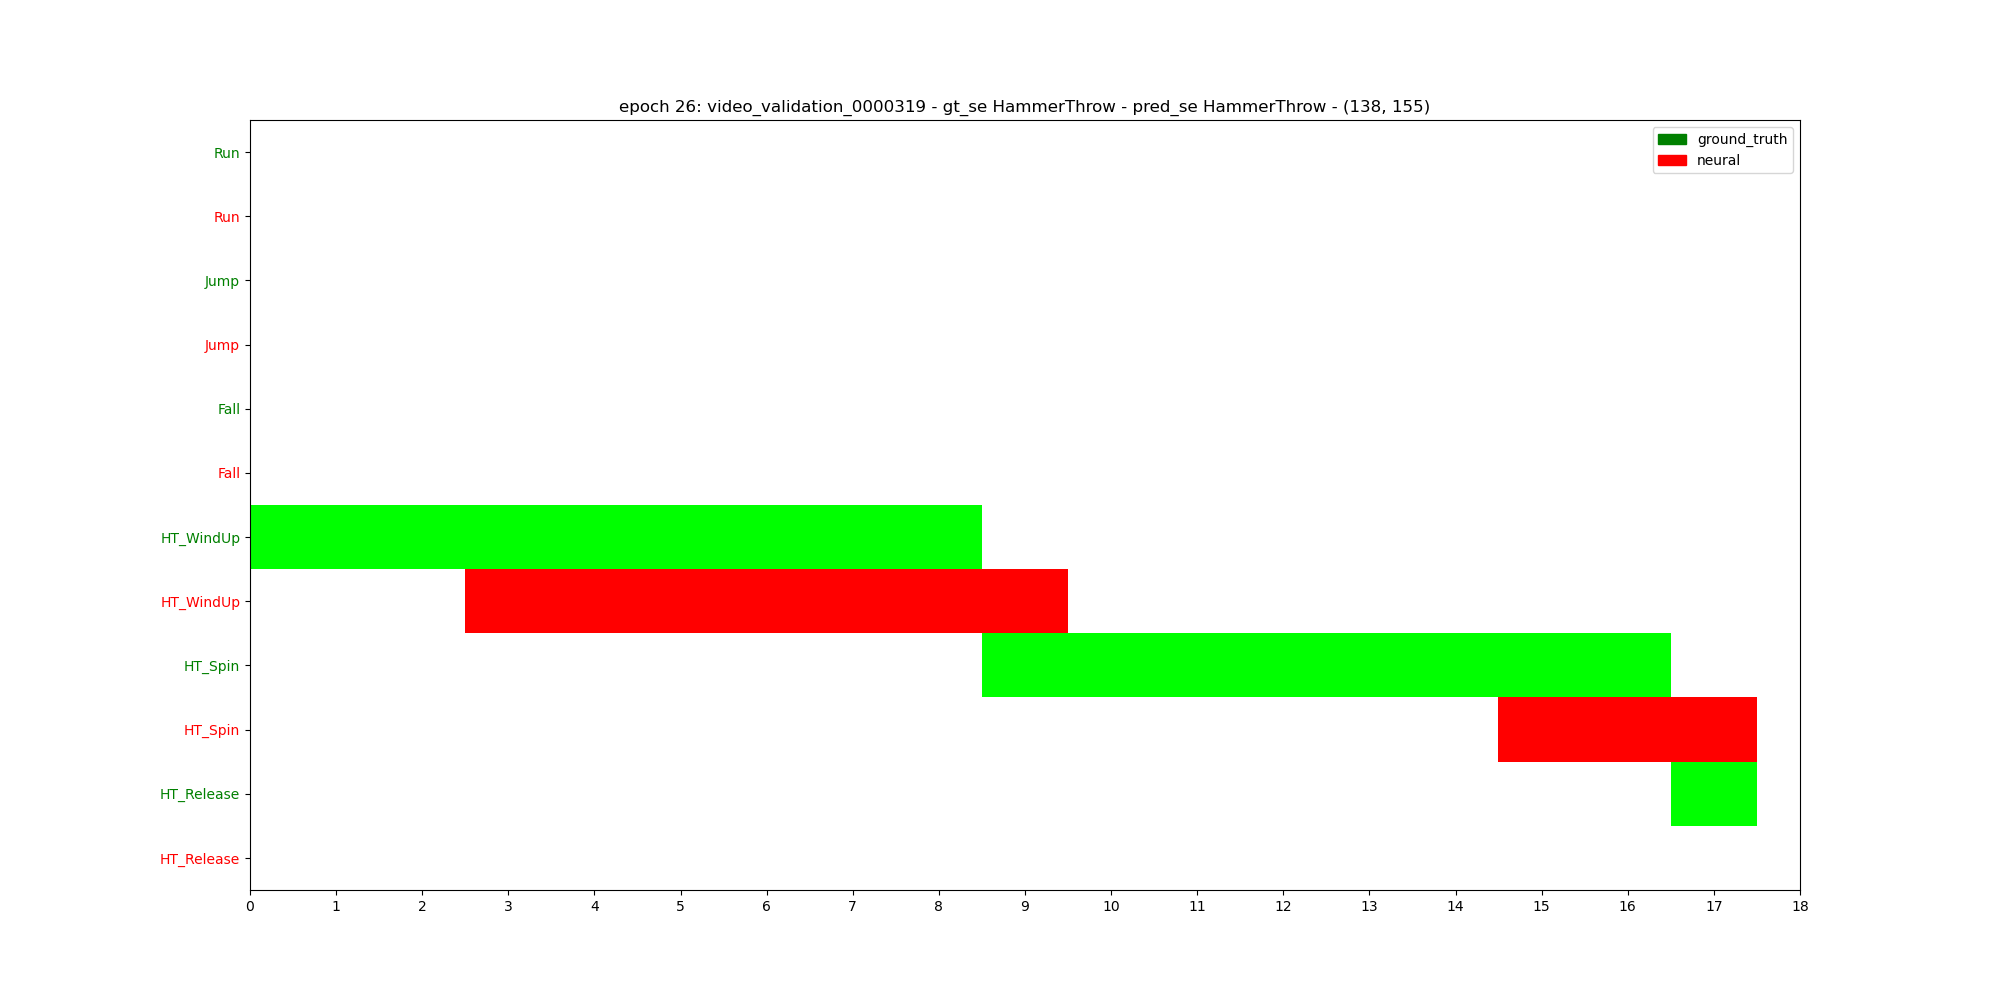 epoch 26: video_validation_0000319 - gt_se HammerThrow - pred_se HammerThrow - (138, 155)
ground_truth
neural
Run
Run
Jump
Jump
Fall
Fall
HT_WindUp
HT_WindUp
HT_Spin
HT_Spin
HT_Release
HT_Release
0 1 2 3 4 5 6 7 8 9 10 11 12 13 14 15 16 17 18